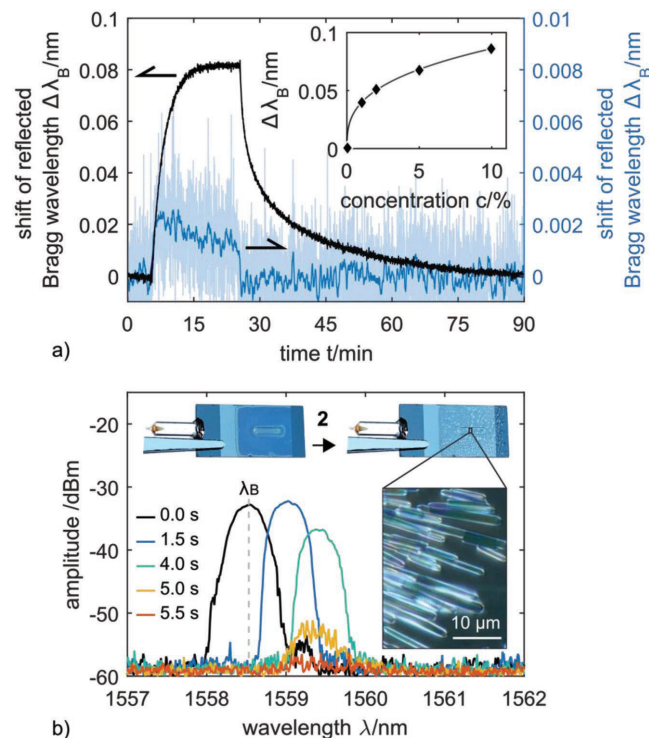 shift of reflected
Bragg wavelength Δλ_B/nm
0.1
0.08
0.06
0.04
0.02
0
0.1
0.05
0
Δλ_B/nm
0 5 10
concentration c/%
0.01
0.008
0.006
0.004
0.002
0
shift of reflected
Bragg wavelength Δλ_B/nm
0 15 30 45 60 75 90
time t/min
a)
-20
-30
-40
-50
-60
amplitude /dBm
2
λ_B
0.0 s
1.5 s
4.0 s
5.0 s
5.5 s
10 µm
1557 1558 1559 1560 1561 1562
wavelength λ/nm
b)